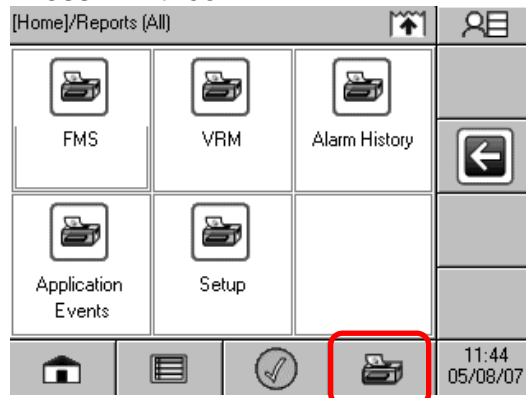 [Home]/Reports (All)
FMS
VRM
Alarm History
Application
Events
Setup
11:44
05/08/07